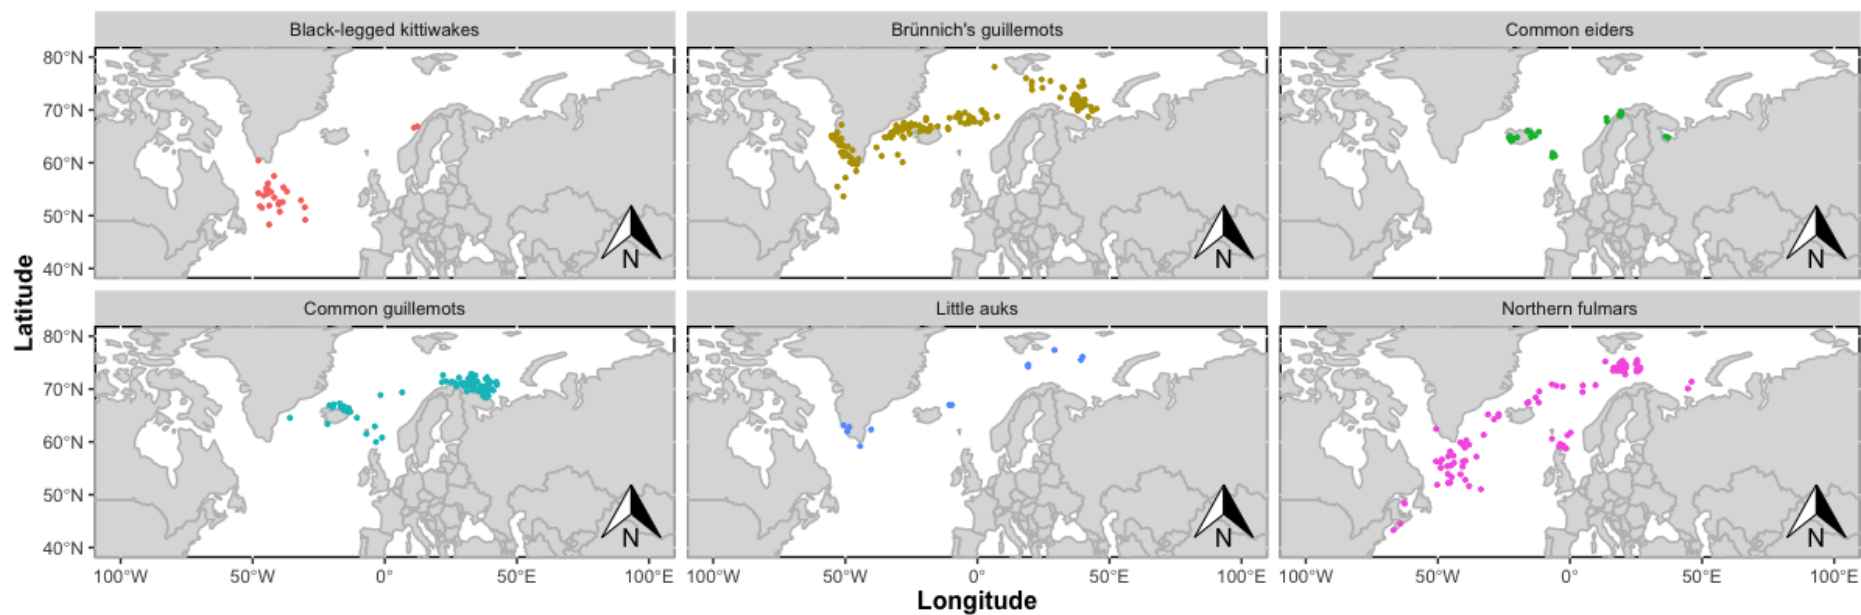 Black-legged kittiwakes
Brünnich's guillemots
Common eiders
80°N
70°N
60°N
50°N
40°N
N
N
N
Latitude
Common guillemots
Little auks
Northern fulmars
80°N
70°N
60°N
50°N
40°N
N
N
N
100°W 50°W 0° 50°E 100°E
100°W 50°W 0° 50°E 100°E
100°W 50°W 0° 50°E 100°E
Longitude